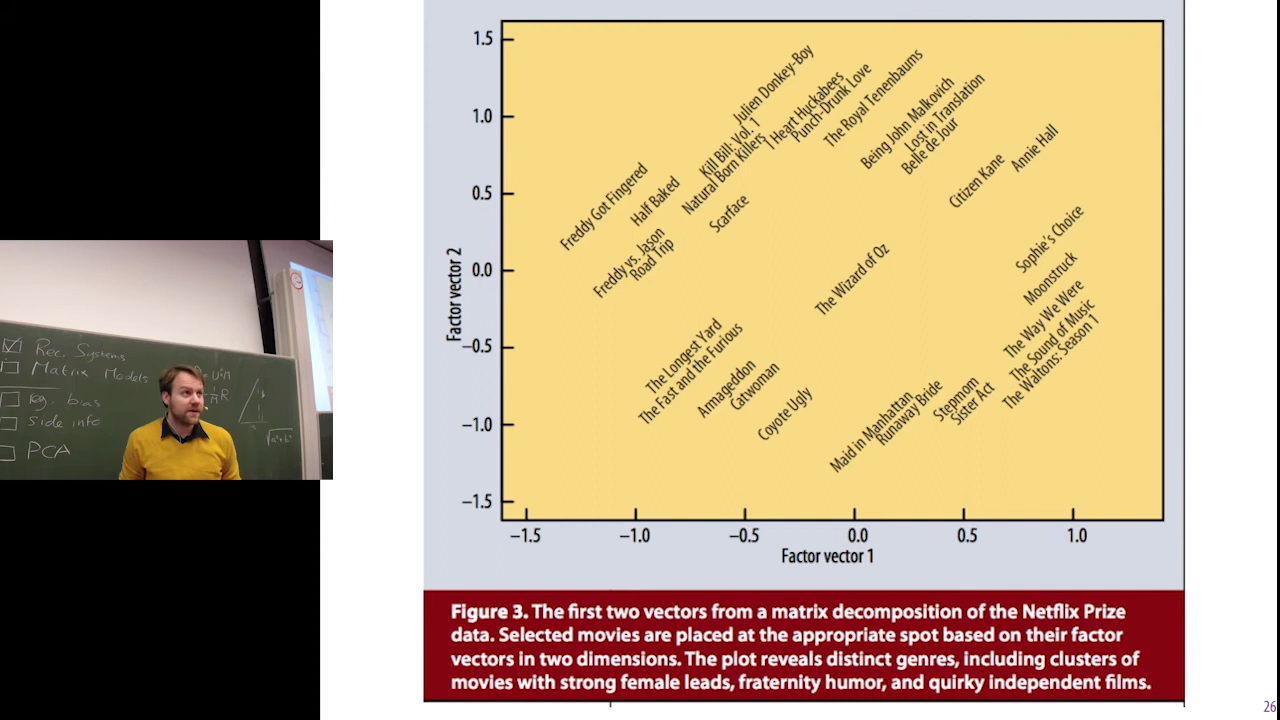 1.5
1.0
0.5
0.0
−0.5
−1.0
−1.5
Factor vector 2
Julien Donkey-Boy
I Heart Huckabees
Punch-Drunk Love
The Royal Tenenbaums
Being John Malkovich
Lost in Translation
Belle de Jour
Annie Hall
Citizen Kane
Kill Bill: Vol. 1
Natural Born Killers
Scarface
Freddy Got Fingered
Half Baked
Freddy vs. Jason
Road Trip
The Wizard of Oz
Sophie's Choice
Moonstruck
The Way We Were
The Sound of Music
The Waltons: Season 1
The Longest Yard
The Fast and the Furious
Armageddon
Catwoman
Coyote Ugly
Maid in Manhattan
Runaway Bride
Stepmom
Sister Act
−1.5 −1.0 −0.5 0.0 0.5 1.0
Factor vector 1
Figure 3. The first two vectors from a matrix decomposition of the Netflix Prize
data. Selected movies are placed at the appropriate spot based on their factor
vectors in two dimensions. The plot reveals distinct genres, including clusters of
movies with strong female leads, fraternity humor, and quirky independent films.
26
Rec. Systems
Matrix Models
bias
Side info
PCA